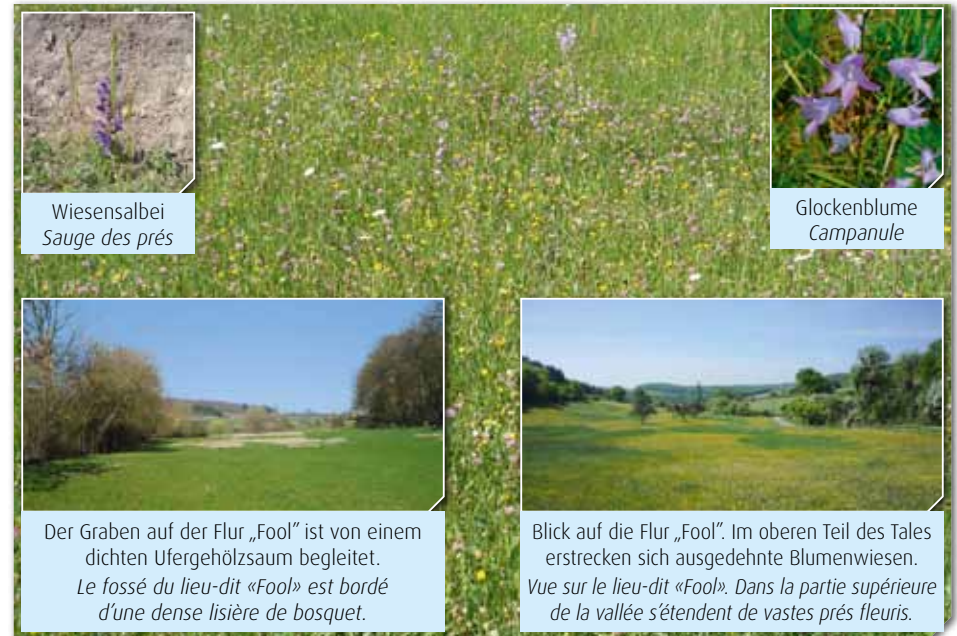 Wiesensalbei
Sauge des prés
Glockenblume
Campanule
Der Graben auf der Flur „Fool” ist von einem
dichten Ufergehölzsaum begleitet.
Le fossé du lieu-dit «Fool» est bordé
d’une dense lisière de bosquet.
Blick auf die Flur „Fool”. Im oberen Teil des Tales
erstrecken sich ausgedehnte Blumenwiesen.
Vue sur le lieu-dit «Fool». Dans la partie supérieure
de la vallée s’étendent de vastes prés fleuris.